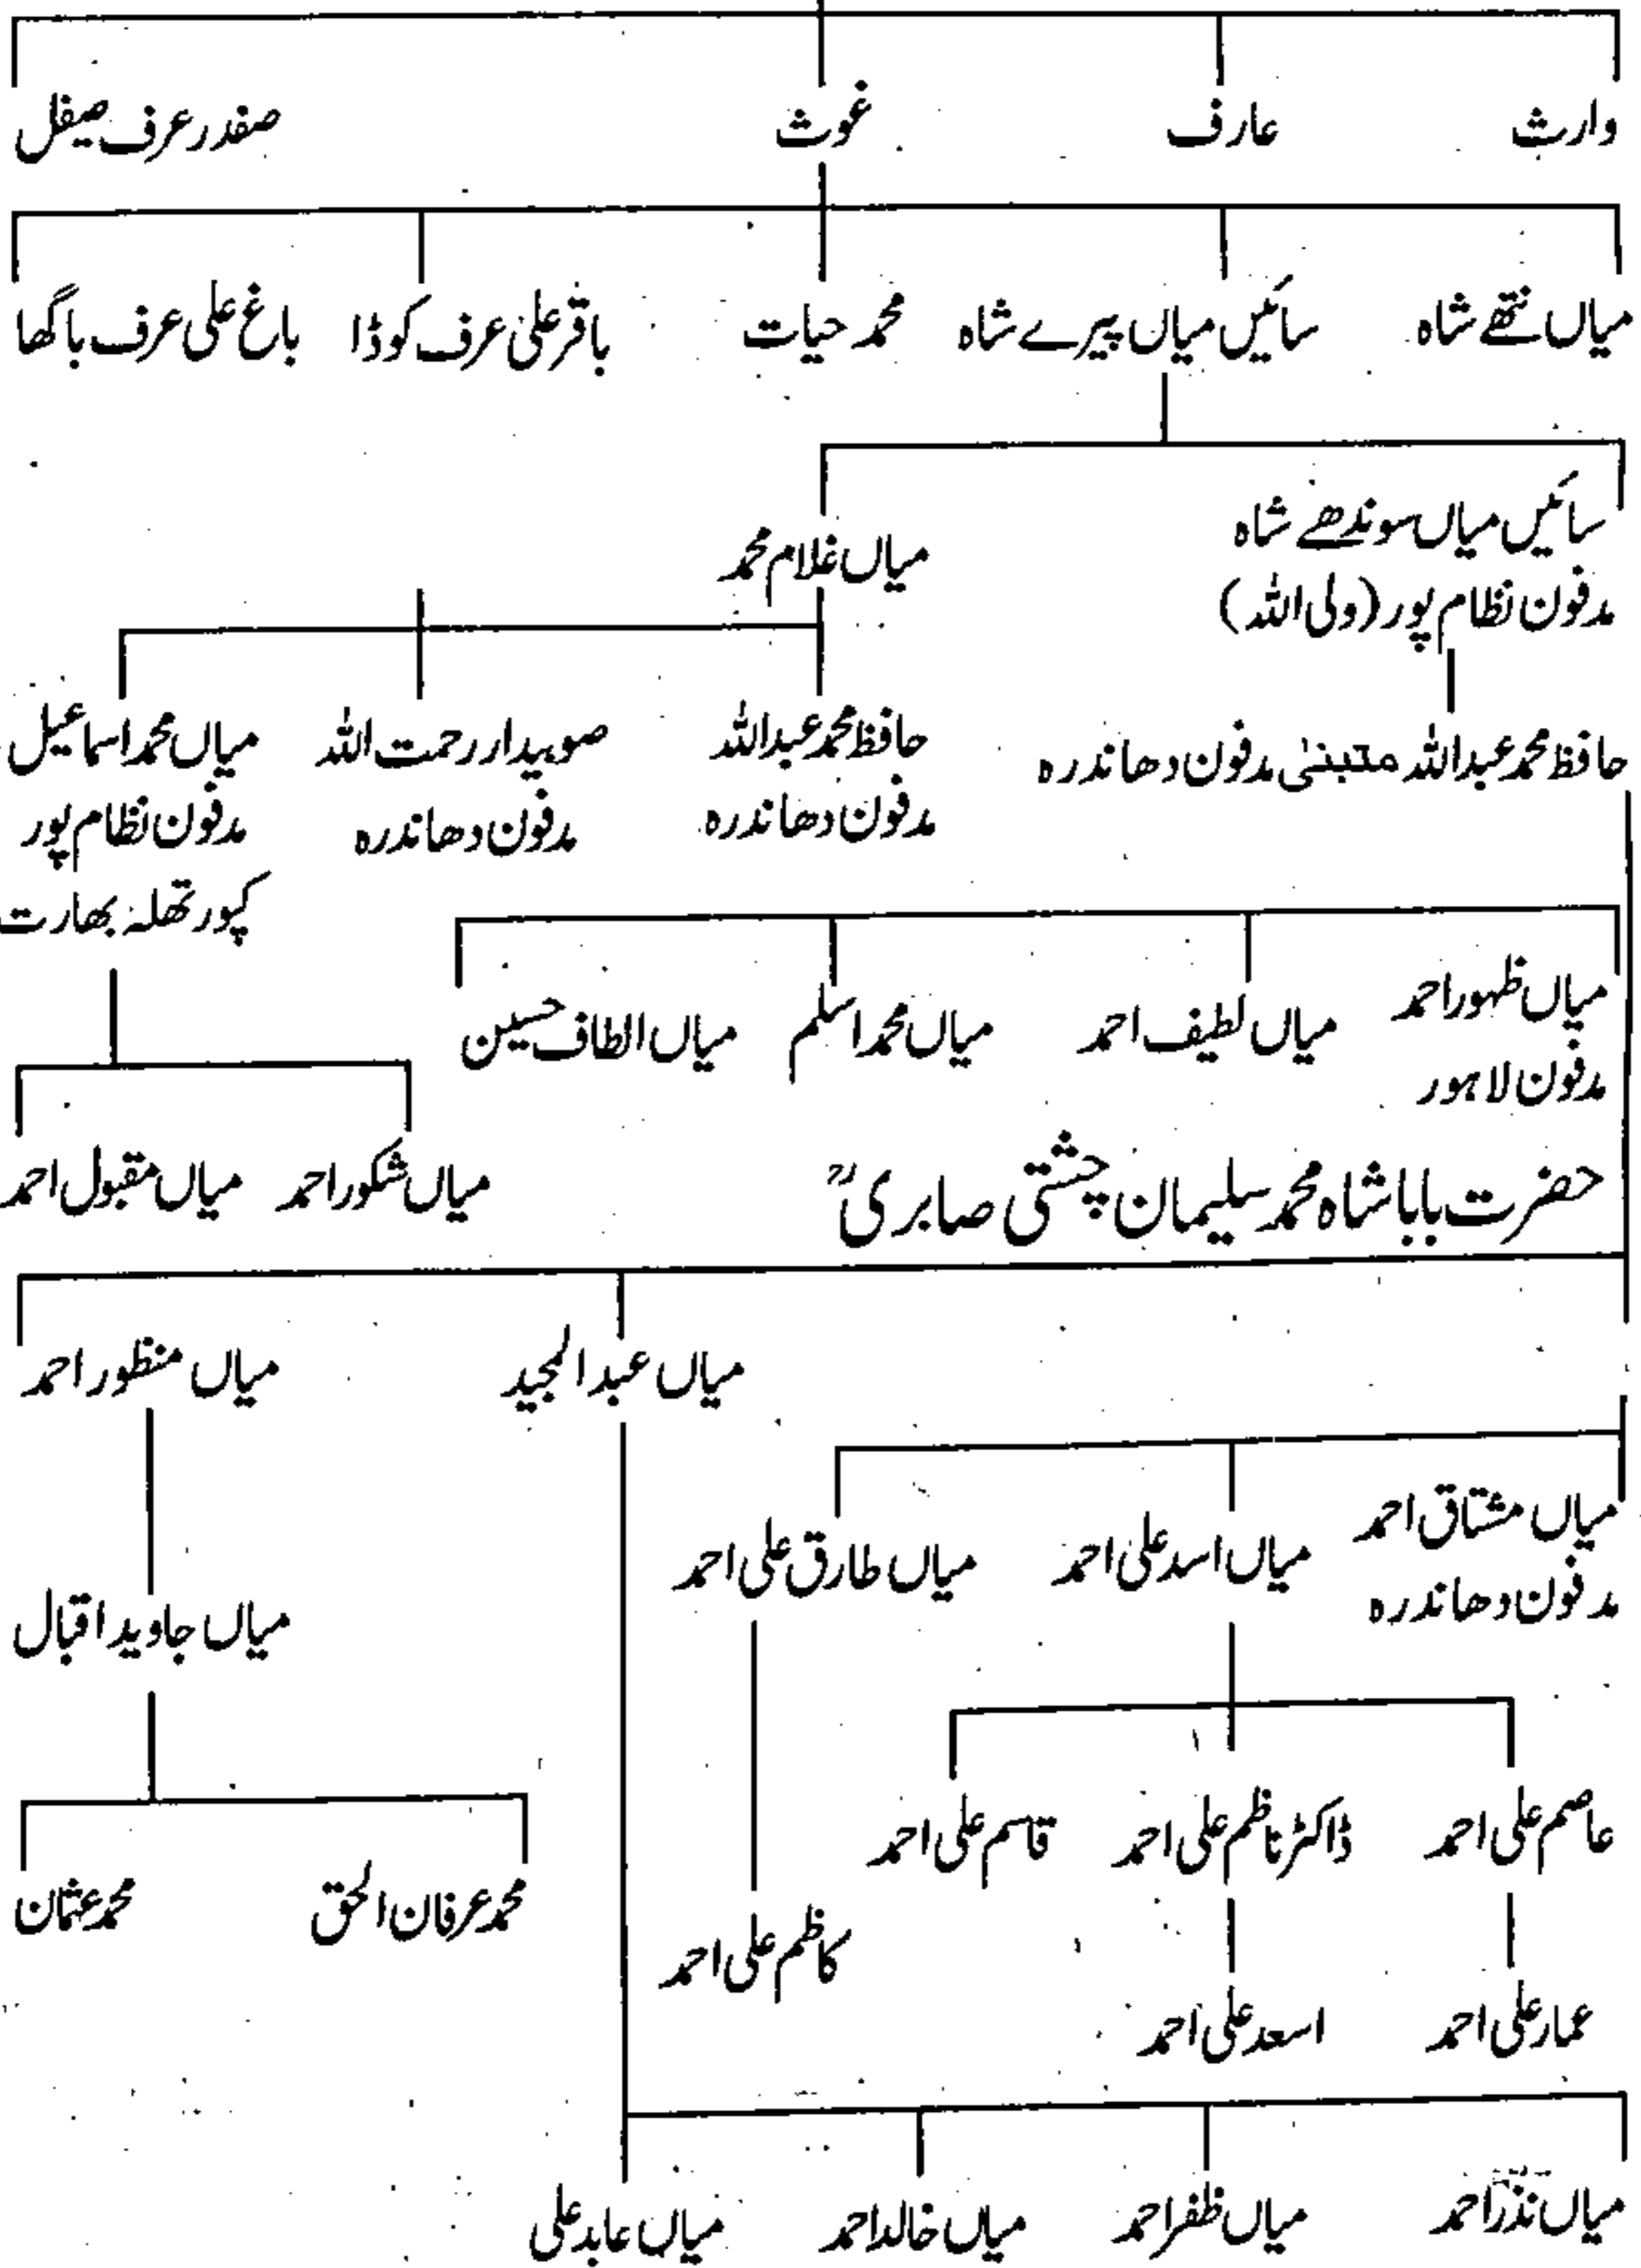 وارث
عارف
غوث
صفدر عرف صیفل
میاں نتھے شاہ
سائیں میاں پیرے شاہ
محمد حیات
باقر علی عرف کوڈا
باغ علی عرف باگھا
سائیں میاں سوندھے شاہ
مدفون نظام پور (ولی اللہ)
میاں غلام محمد
حافظ محمد عبداللہ متبنیٰ مدفون دھاندرہ
حافظ محمد عبداللہ
مدفون دھاندرہ
صوبیدار رحمت اللہ
مدفون دھاندرہ
میاں محمد اسماعیل
مدفون نظام پور
کپور تھلہ بھارت
میاں ظہور احمد
مدفون لاہور
میاں لطیف احمد
میاں محمد اسلم
میاں الطاف حسین
میاں شکور احمد
میاں مقبول احمد
حضرت بابا شاہ محمد سلیمان چشتی صابریؒ
میاں عبدالمجید
میاں منظور احمد
میاں مشتاق احمد
مدفون دھاندرہ
میاں اسد علی احمد
میاں طارق علی احمد
میاں جاوید اقبال
عاصم علی احمد
ڈاکٹر ناظم علی احمد
قاسم علی احمد
محمد عرفان الحق
محمد عثمان
کاظم علی احمد
عمار علی احمد
اسعد علی احمد
میاں نذر احمد
میاں ظفر احمد
میاں خالد احمد
میاں عابد علی